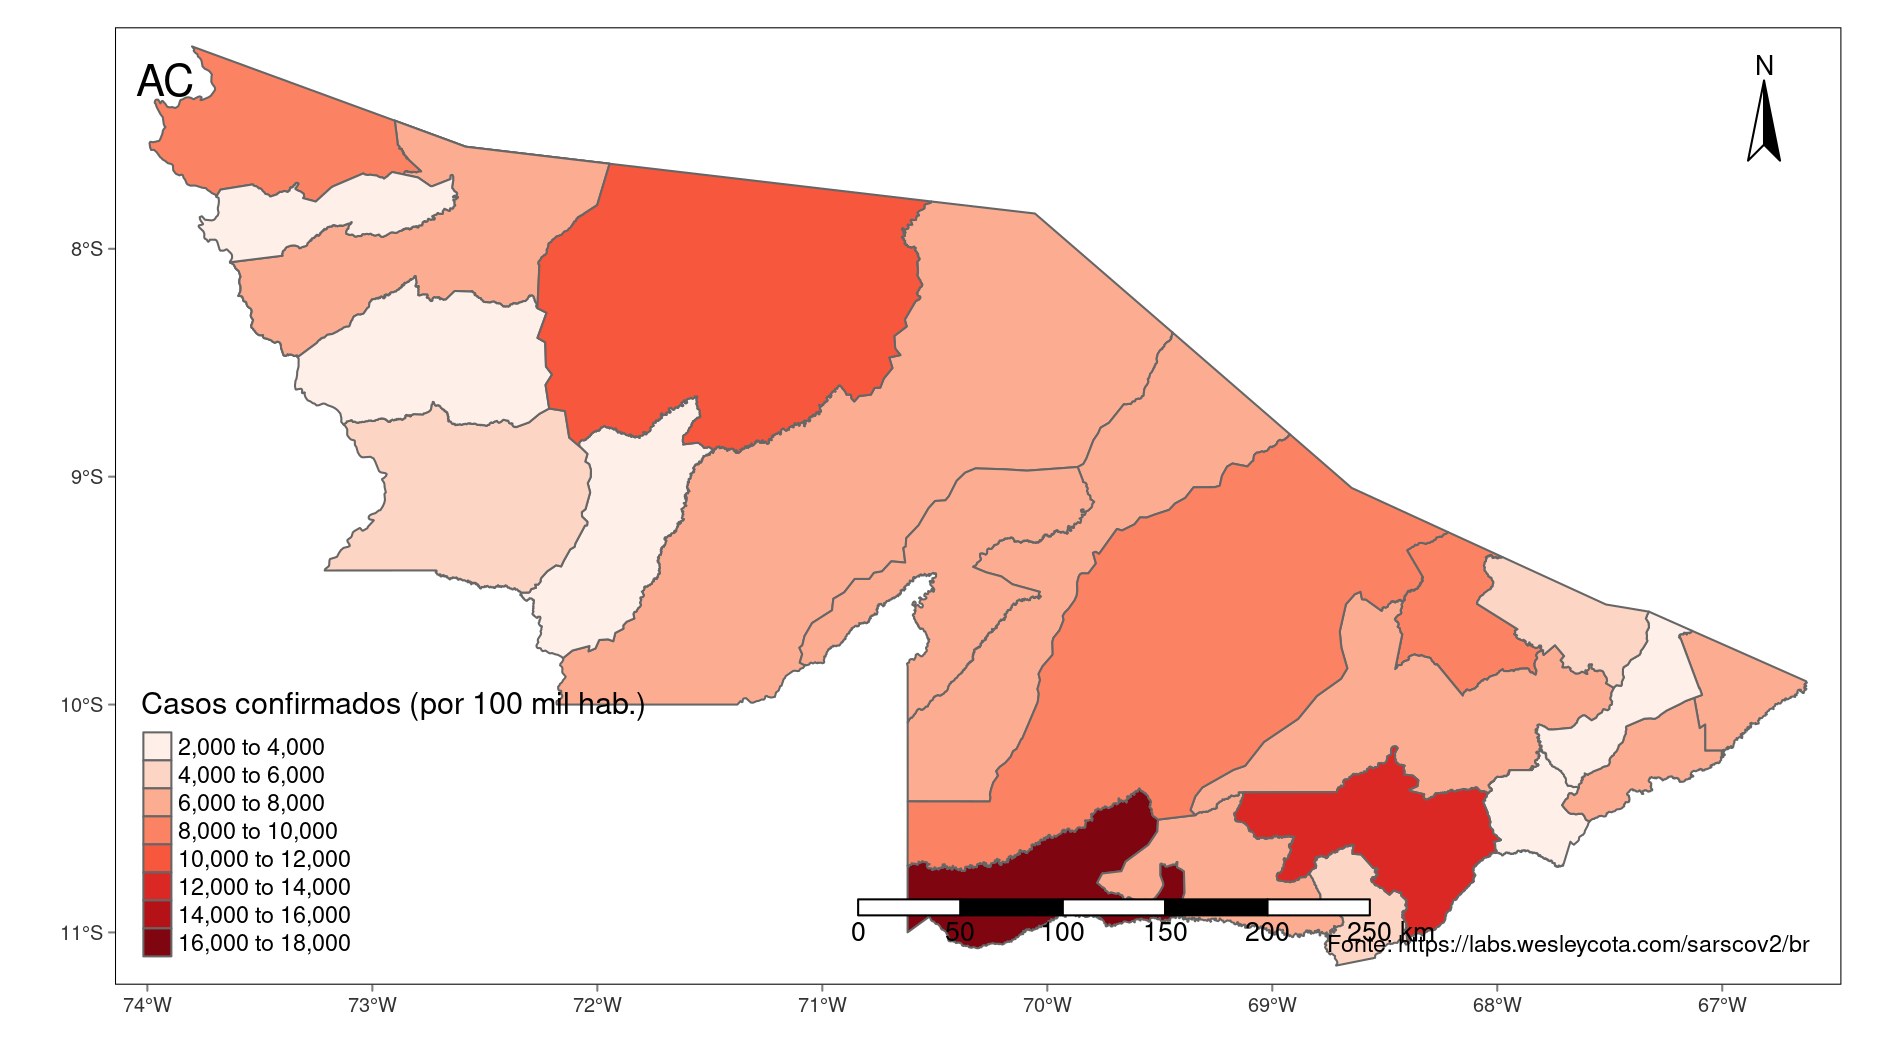 AC
N
8°S
9°S
10°S
11°S
Casos confirmados (por 100 mil hab.)
2,000 to 4,000
4,000 to 6,000
6,000 to 8,000
8,000 to 10,000
10,000 to 12,000
12,000 to 14,000
14,000 to 16,000
16,000 to 18,000
0 50 100 150 200 250 km
Fonte: https://labs.wesleycota.com/sarscov2/br
74°W 73°W 72°W 71°W 70°W 69°W 68°W 67°W